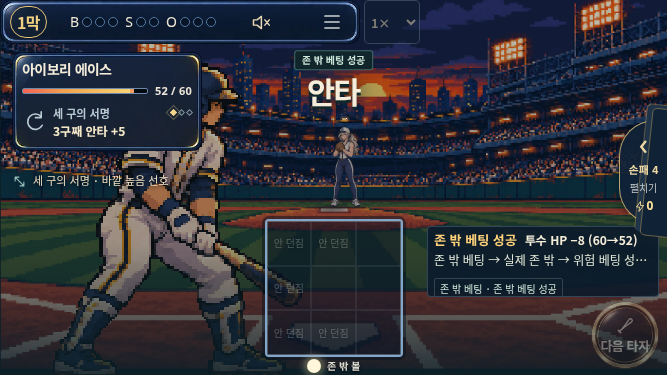 1막
B S O
1×
아이보리 에이스
52 / 60
세 구의 서명
3구째 안타 +5
세 구의 서명 · 바깥 높음 선호
존 밖 베팅 성공
안타
손패 4
펼치기
0
존 밖 베팅 성공 투수 HP −8 (60→52)
존 밖 베팅 → 실제 존 밖 → 위험 베팅 성…
존 밖 베팅 · 존 밖 베팅 성공
안 던짐 안 던짐
안 던짐
안 던짐 안 던짐
존 밖 볼
다음 타자